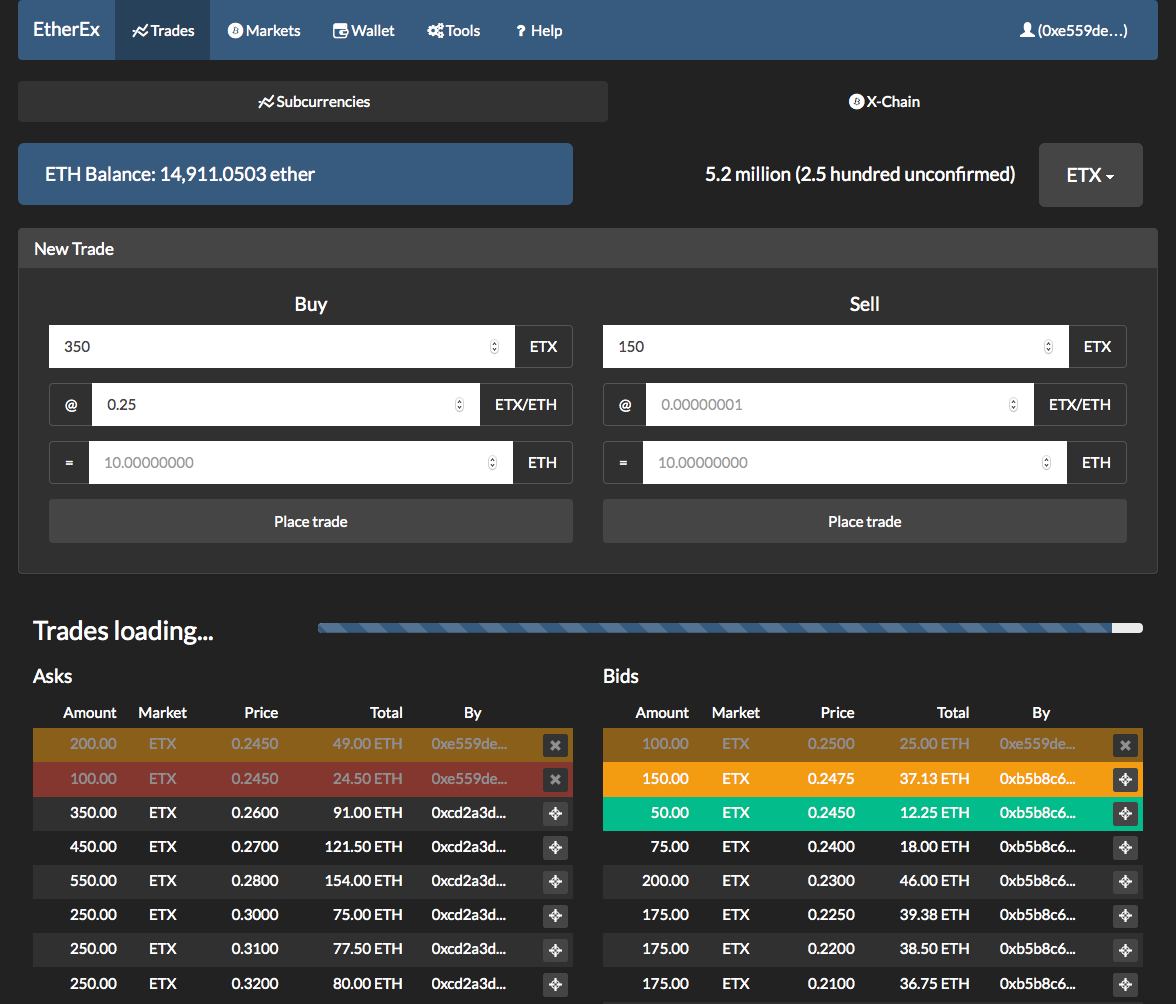 EtherEx Trades Markets Wallet Tools ? Help (0xe559de...)
Subcurrencies X-Chain
ETH Balance: 14,911.0503 ether 5.2 million (2.5 hundred unconfirmed) ETX
New Trade
Buy Sell
350 ETX 150 ETX
@ 0.25 ETX/ETH @ 0.00000001 ETX/ETH
= 10.00000000 ETH = 10.00000000 ETH
Place trade Place trade
Trades loading...
Asks Bids
Amount Market Price Total By Amount Market Price Total By
200.00 ETX 0.2450 49.00 ETH 0xe559de... 100.00 ETX 0.2500 25.00 ETH 0xe559de...
100.00 ETX 0.2450 24.50 ETH 0xe559de... 150.00 ETX 0.2475 37.13 ETH 0xb5b8c6...
350.00 ETX 0.2600 91.00 ETH 0xcd2a3d... 50.00 ETX 0.2450 12.25 ETH 0xb5b8c6...
450.00 ETX 0.2700 121.50 ETH 0xcd2a3d... 75.00 ETX 0.2400 18.00 ETH 0xb5b8c6...
550.00 ETX 0.2800 154.00 ETH 0xcd2a3d... 200.00 ETX 0.2300 46.00 ETH 0xb5b8c6...
250.00 ETX 0.3000 75.00 ETH 0xcd2a3d... 175.00 ETX 0.2250 39.38 ETH 0xb5b8c6...
250.00 ETX 0.3100 77.50 ETH 0xcd2a3d... 175.00 ETX 0.2200 38.50 ETH 0xb5b8c6...
250.00 ETX 0.3200 80.00 ETH 0xcd2a3d... 175.00 ETX 0.2100 36.75 ETH 0xb5b8c6...